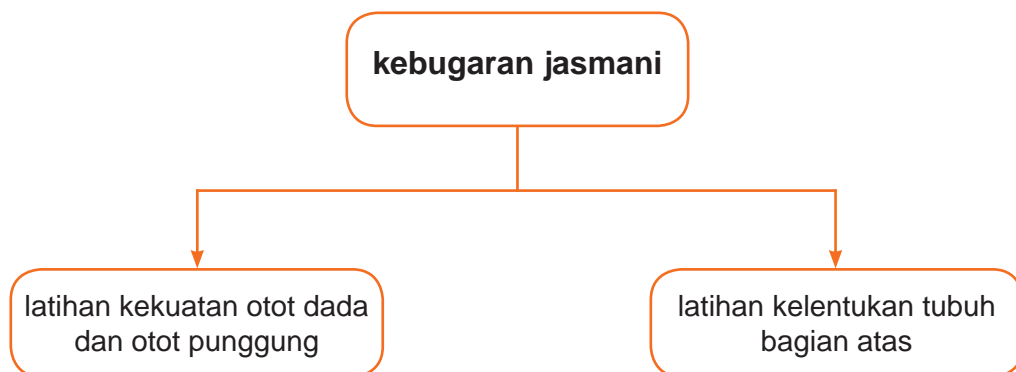 kebugaran jasmani
latihan kekuatan otot dada
dan otot punggung
latihan kelentukan tubuh
bagian atas